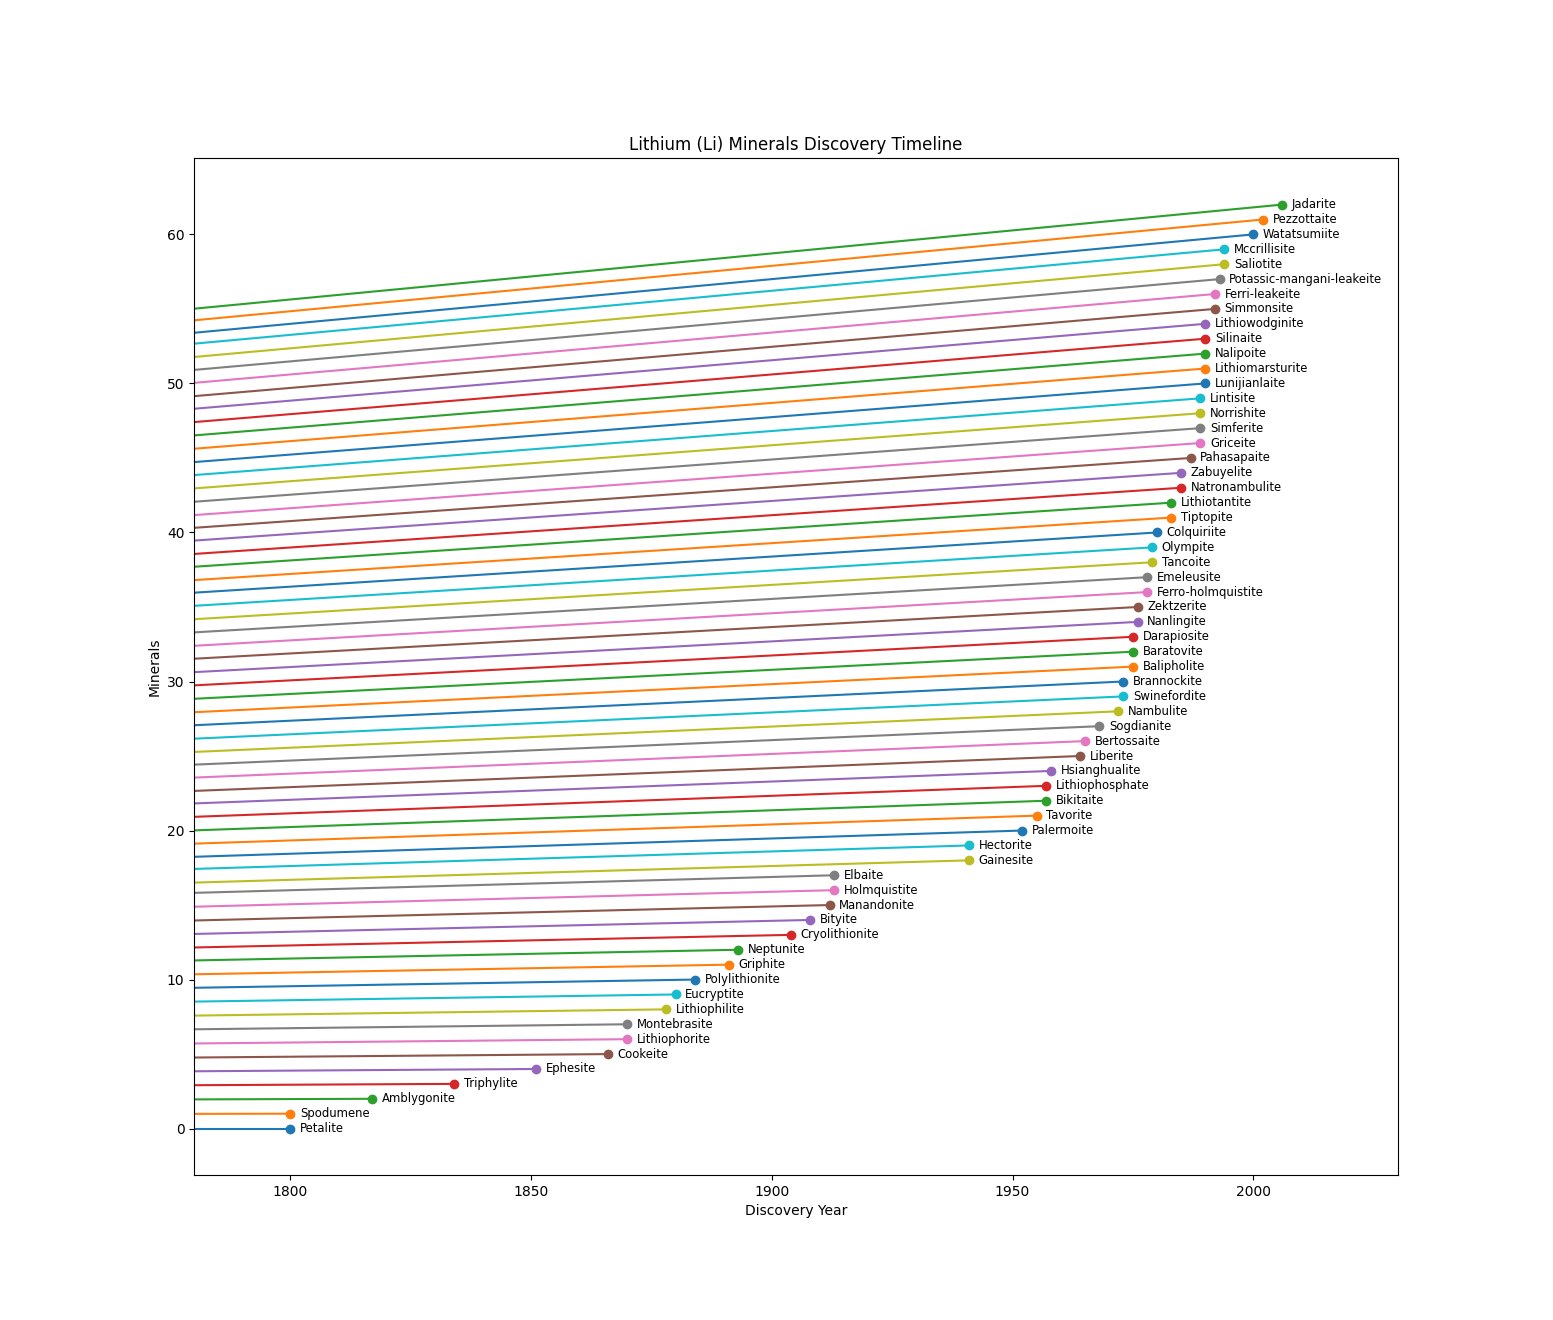 Lithium (Li) Minerals Discovery Timeline
Jadarite
Pezzottaite
Watatsumiite
60
Mccrillisite
Saliotite
Potassic-mangani-leakeite
Ferri-leakeite
Simmonsite
Lithiowodginite
Silinaite
Nalipoite
Lithiomarsturite
50
Lunijianlaite
Lintisite
Norrishite
Simferite
Griceite
Pahasapaite
Zabuyelite
Natronambulite
Lithiotantite
Tiptopite
40
Colquiriite
Olympite
Tancoite
Emeleusite
Ferro-holmquistite
Zektzerite
Nanlingite
Darapiosite
Baratovite
Balipholite
30
Brannockite
Swinefordite
Nambulite
Sogdianite
Bertossaite
Liberite
Hsianghualite
Lithiophosphate
Bikitaite
Tavorite
20
Palermoite
Hectorite
Gainesite
Elbaite
Holmquistite
Manandonite
Bityite
Cryolithionite
Neptunite
Griphite
10
Polylithionite
Eucryptite
Lithiophilite
Montebrasite
Lithiophorite
Cookeite
Ephesite
Triphylite
Amblygonite
Spodumene
0
Petalite
Minerals
1800 1850 1900 1950 2000
Discovery Year